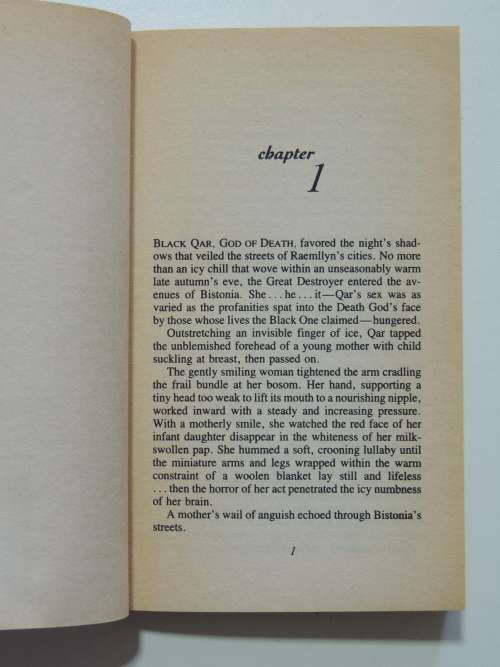 chapter
1
BLACK QAR, GOD OF DEATH, favored the night's shad-
ows that veiled the streets of Raemllyn's cities. No more
than an icy chill that wove within an unseasonably warm
late autumn's eve, the Great Destroyer entered the av-
enues of Bistonia. She . . . he . . . it—Qar's sex was as
varied as the profanities spat into the Death God's face
by those whose lives the Black One claimed—hungered.
Outstretching an invisible finger of ice, Qar tapped
the unblemished forehead of a young mother with child
suckling at breast, then passed on.
The gently smiling woman tightened the arm cradling
the frail bundle at her bosom. Her hand, supporting a
tiny head too weak to lift its mouth to a nourishing nipple,
worked inward with a steady and increasing pressure.
With a motherly smile, she watched the red face of her
infant daughter disappear in the whiteness of her milk-
swollen pap. She hummed a soft, crooning lullaby until
the miniature arms and legs wrapped within the warm
constraint of a woolen blanket lay still and lifeless
. . . then the horror of her act penetrated the icy numbness
of her brain.
A mother's wail of anguish echoed through Bistonia's
streets.
1